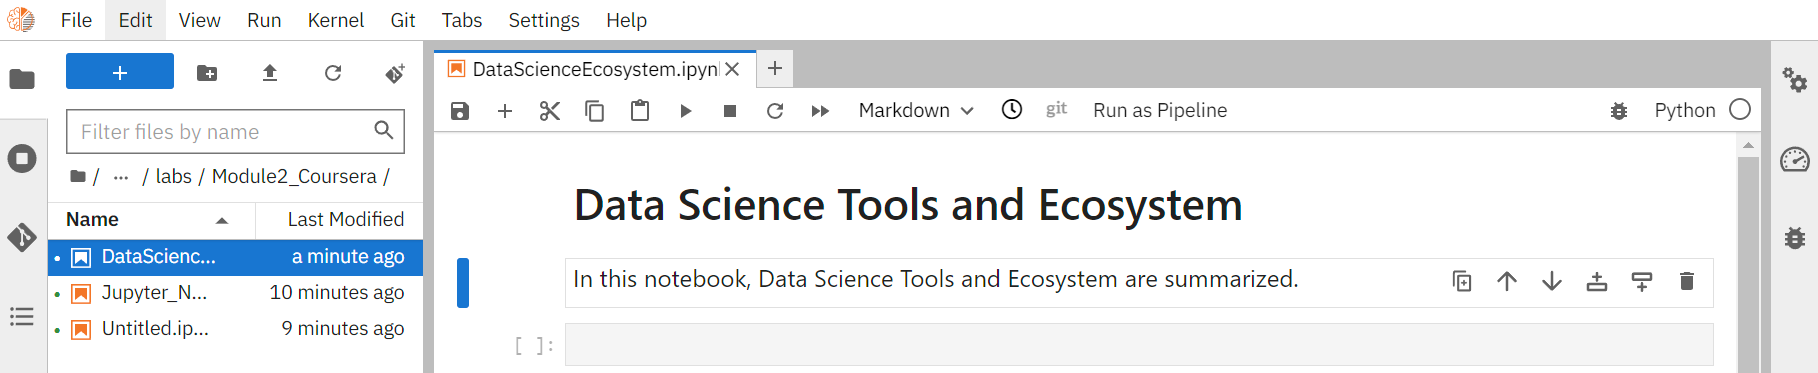 File Edit View Run Kernel Git Tabs Settings Help
+
Filter files by name
/ ... / labs / Module2_Coursera /
Name Last Modified
DataScienc... a minute ago
Jupyter_N... 10 minutes ago
Untitled.ip... 9 minutes ago
DataScienceEcosystem.ipyn
Markdown git Run as Pipeline Python
Data Science Tools and Ecosystem
In this notebook, Data Science Tools and Ecosystem are summarized.
[ ]: